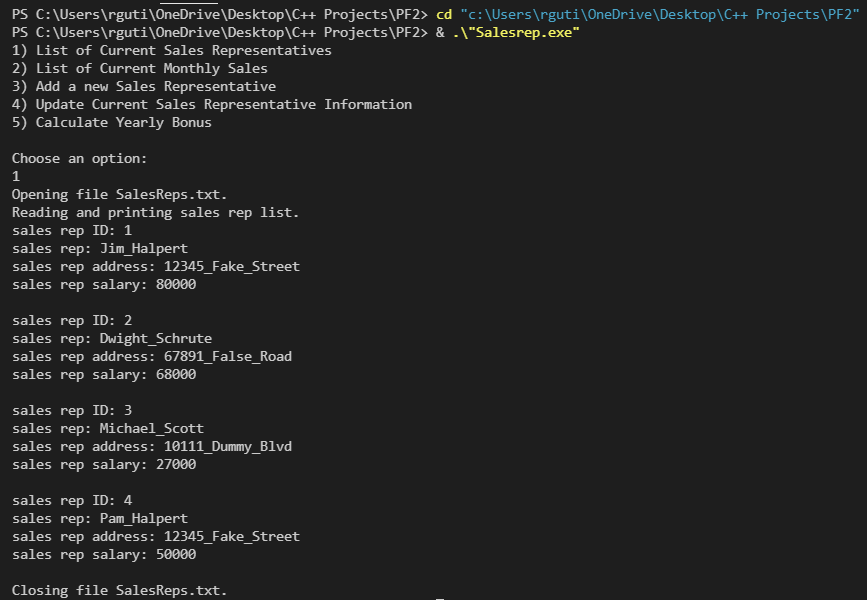 PS C:\Users\rguti\OneDrive\Desktop\C++ Projects\PF2> cd "c:\Users\rguti\OneDrive\Desktop\C++ Projects\PF2"
PS C:\Users\rguti\OneDrive\Desktop\C++ Projects\PF2> & .\"Salesrep.exe"
1) List of Current Sales Representatives
2) List of Current Monthly Sales
3) Add a new Sales Representative
4) Update Current Sales Representative Information
5) Calculate Yearly Bonus
Choose an option:
1
Opening file SalesReps.txt.
Reading and printing sales rep list.
sales rep ID: 1
sales rep: Jim_Halpert
sales rep address: 12345_Fake_Street
sales rep salary: 80000
sales rep ID: 2
sales rep: Dwight_Schrute
sales rep address: 67891_False_Road
sales rep salary: 68000
sales rep ID: 3
sales rep: Michael_Scott
sales rep address: 10111_Dummy_Blvd
sales rep salary: 27000
sales rep ID: 4
sales rep: Pam_Halpert
sales rep address: 12345_Fake_Street
sales rep salary: 50000
Closing file SalesReps.txt.